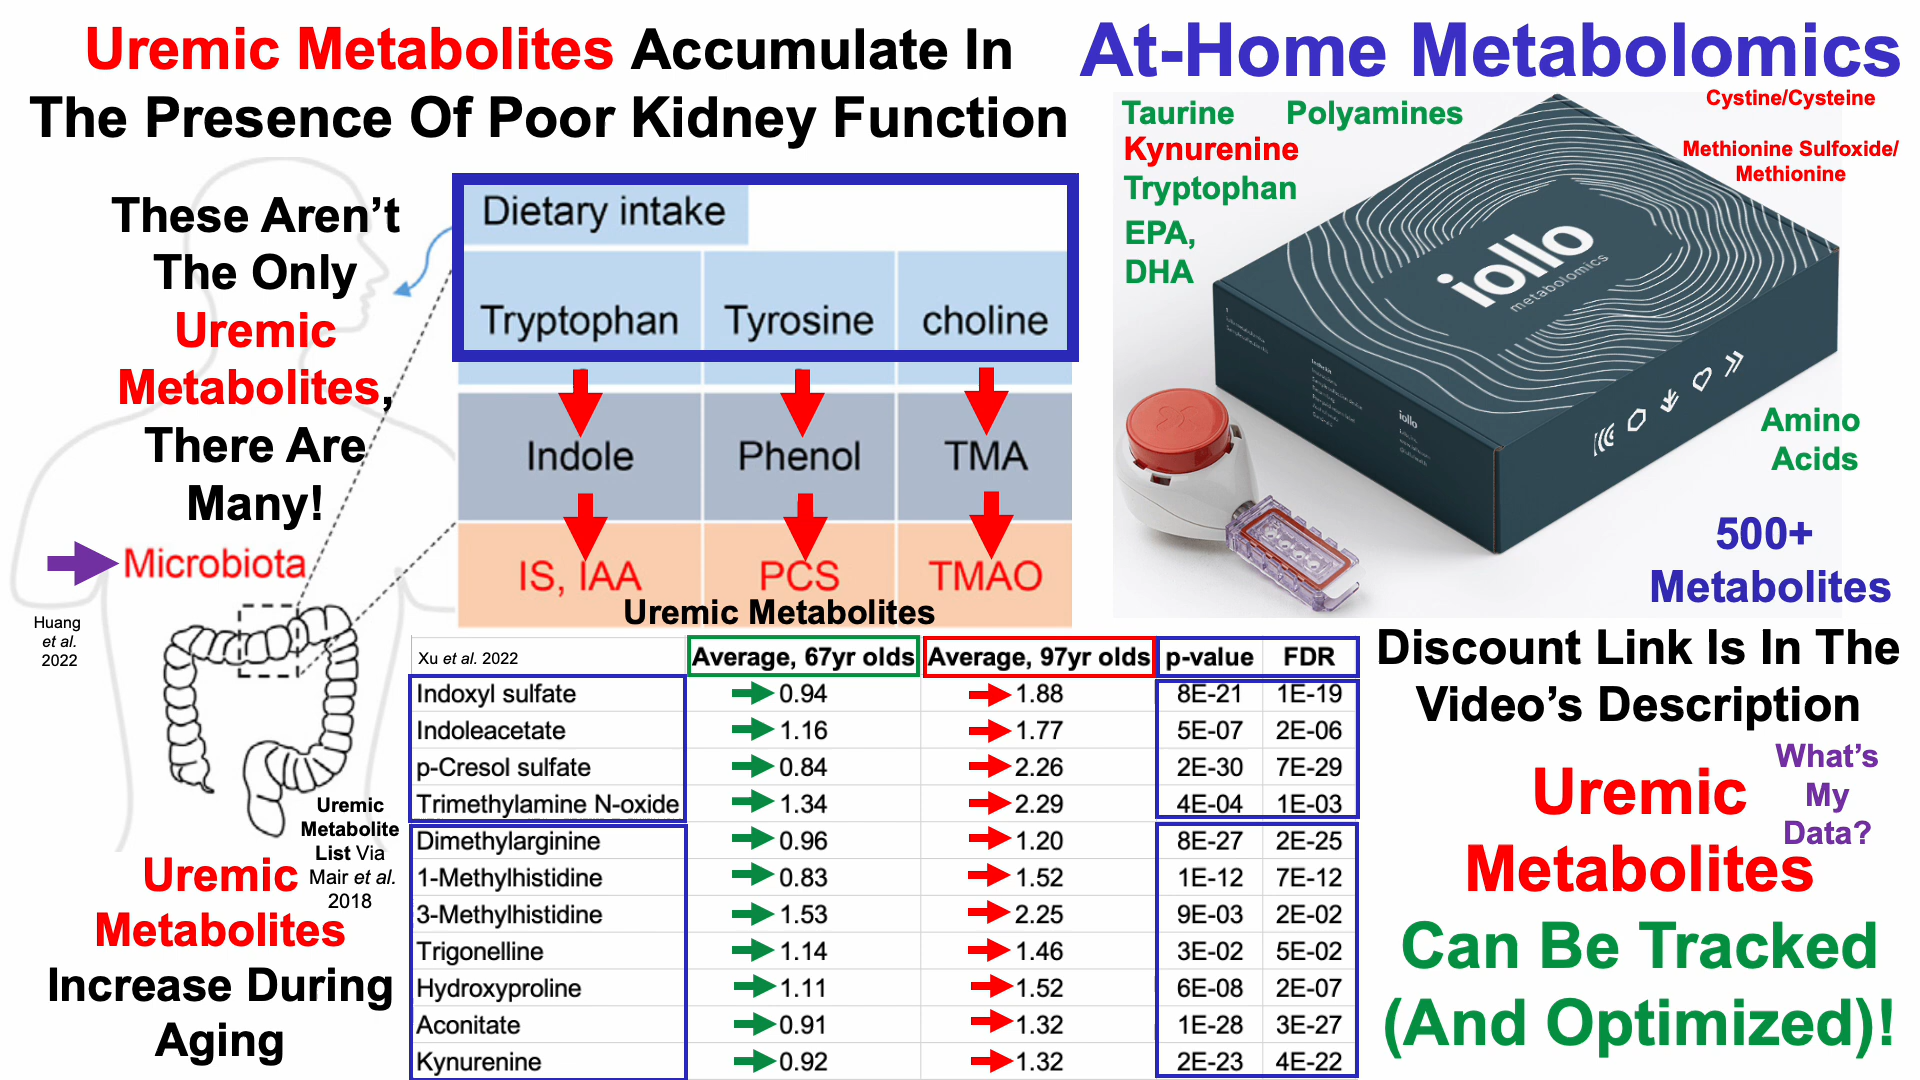 Uremic Metabolites Accumulate In
The Presence Of Poor Kidney Function
These Aren't
The Only
Uremic
Metabolites,
There Are
Many!
Microbiota
Huang
et al.
2022
Dietary intake
Tryptophan Tyrosine choline
Indole Phenol TMA
IS, IAA PCS TMAO
Uremic Metabolites
Uremic
Metabolite
List Via
Mair et al.
2018
Uremic
Metabolites
Increase During
Aging
Xu et al. 2022 Average, 67yr olds Average, 97yr olds p-value FDR
Indoxyl sulfate 0.94 1.88 8E-21 1E-19
Indoleacetate 1.16 1.77 5E-07 2E-06
p-Cresol sulfate 0.84 2.26 2E-30 7E-29
Trimethylamine N-oxide 1.34 2.29 4E-04 1E-03
Dimethylarginine 0.96 1.20 8E-27 2E-25
1-Methylhistidine 0.83 1.52 1E-12 7E-12
3-Methylhistidine 1.53 2.25 9E-03 2E-02
Trigonelline 1.14 1.46 3E-02 5E-02
Hydroxyproline 1.11 1.52 6E-08 2E-07
Aconitate 0.91 1.32 1E-28 3E-27
Kynurenine 0.92 1.32 2E-23 4E-22
At-Home Metabolomics
Taurine Polyamines
Kynurenine
Tryptophan
EPA,
DHA
Cystine/Cysteine
Methionine Sulfoxide/
Methionine
iollo
metabolomics
iollo
Amino
Acids
500+
Metabolites
Discount Link Is In The
Video's Description
What's
My
Data?
Uremic
Metabolites
Can Be Tracked
(And Optimized)!